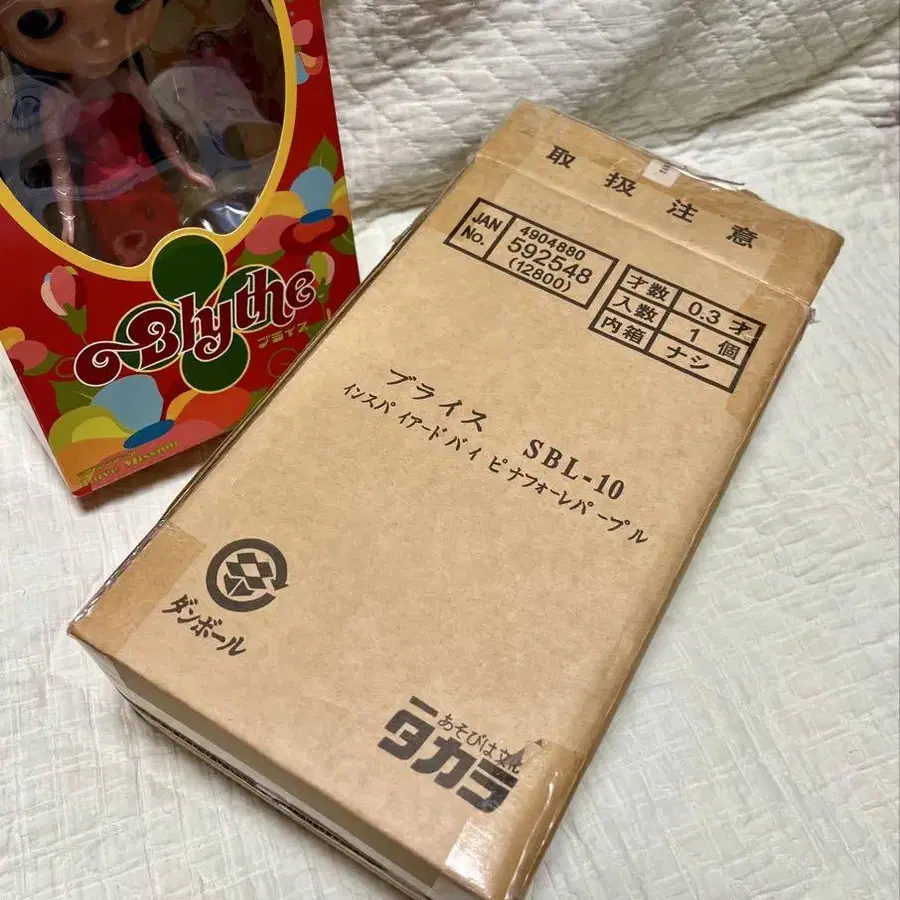 Blythe
ブライス
取扱注意
JAN No.
4904880
592548
(12800)
才数 0.3才
入数 1個
内箱 ナシ
ブライス SBL-10
インスパイアードバイ ピナフォーレパープル
ダンボール
あそびは文
タカラ